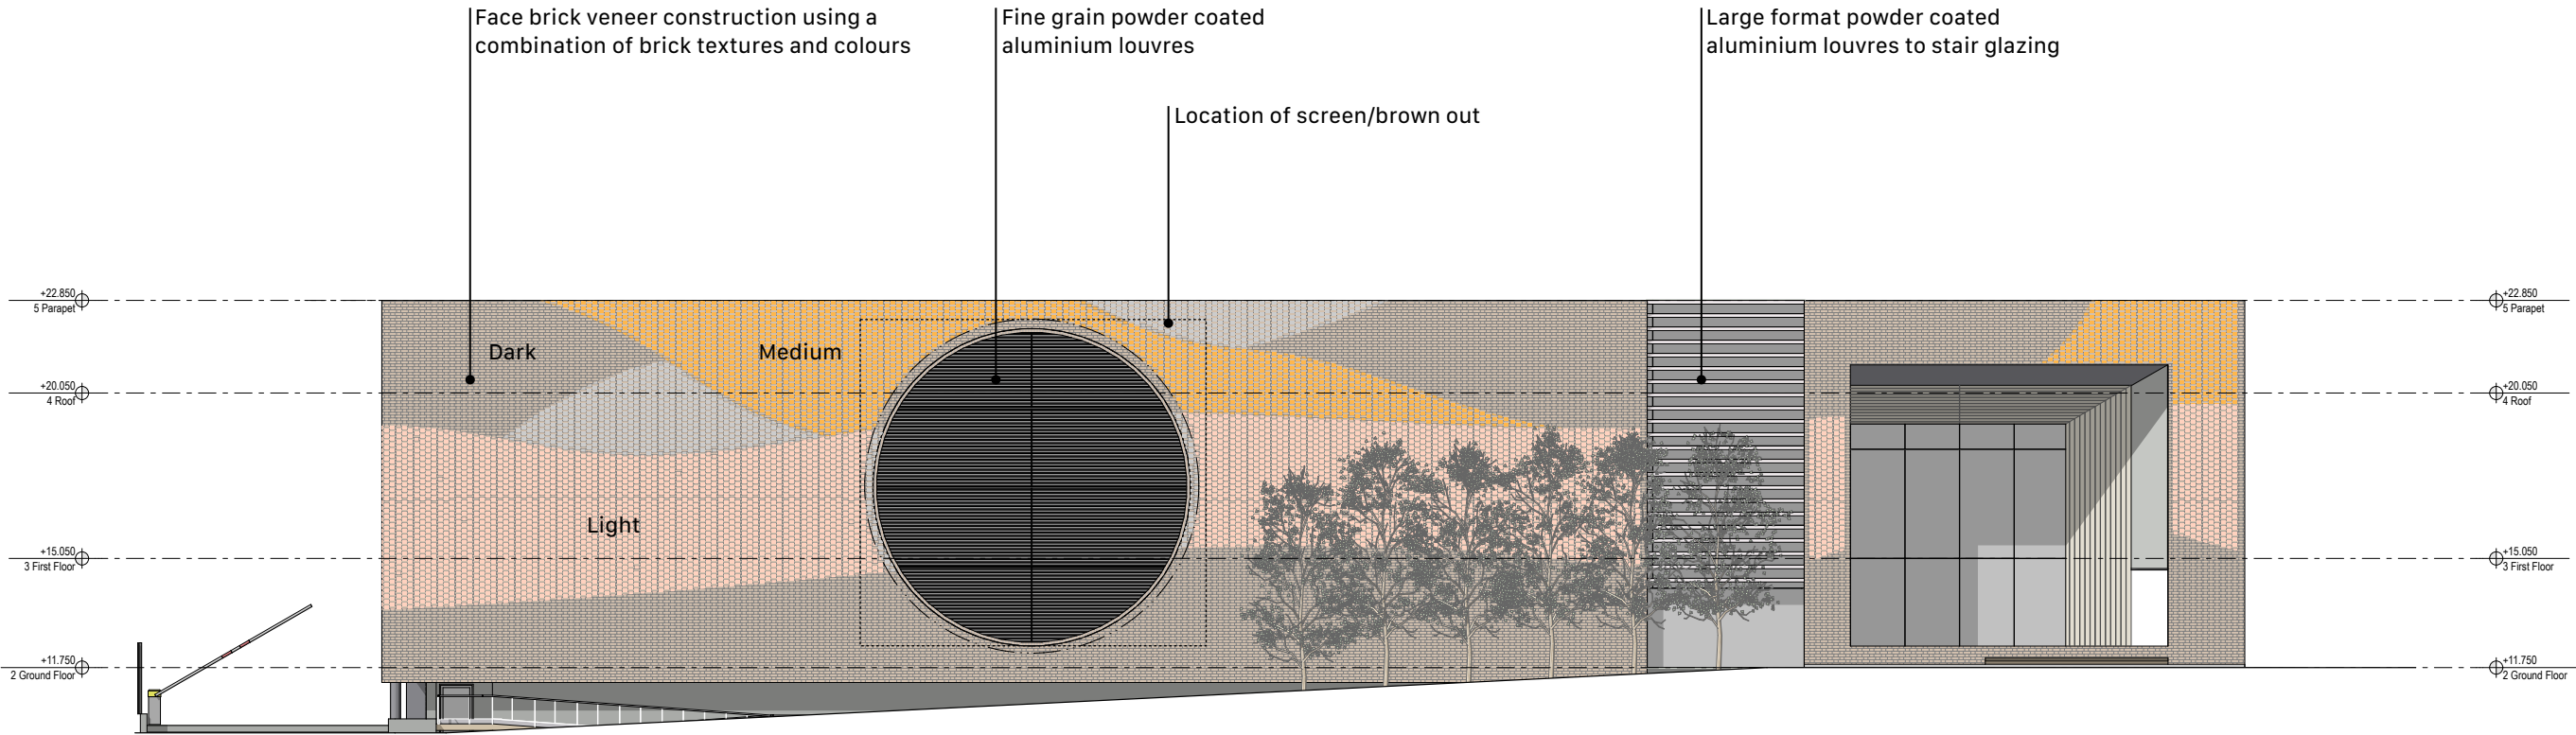 Face brick veneer construction using a
combination of brick textures and colours
Fine grain powder coated
aluminium louvres
Large format powder coated
aluminium louvres to stair glazing
Location of screen/brown out
+22.850
5 Parapet
+22.850
5 Parapet
Dark
Medium
+20.050
4 Roof
+20.050
4 Roof
Light
+15.050
3 First Floor
+15.050
3 First Floor
+11.750
2 Ground Floor
+11.750
2 Ground Floor